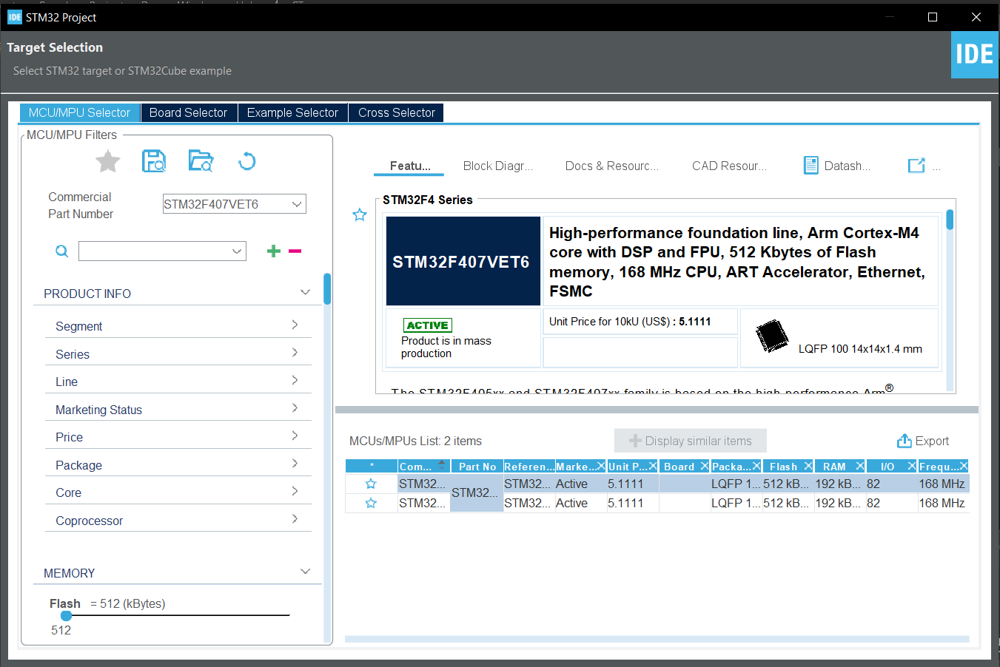 IDE STM32 Project
Target Selection
Select STM32 target or STM32Cube example
IDE
MCU/MPU Selector
Board Selector
Example Selector
Cross Selector
MCU/MPU Filters
Commercial
Part Number
STM32F407VET6
PRODUCT INFO
Segment
Series
Line
Marketing Status
Price
Package
Core
Coprocessor
MEMORY
Flash = 512 (kBytes)
512
Featu...
Block Diagr...
Docs & Resourc...
CAD Resour...
Datash...
...
STM32F4 Series
STM32F407VET6
High-performance foundation line, Arm Cortex-M4
core with DSP and FPU, 512 Kbytes of Flash
memory, 168 MHz CPU, ART Accelerator, Ethernet,
FSMC
ACTIVE
Product is in mass
production
Unit Price for 10kU (US$) : 5.1111
LQFP 100 14x14x1.4 mm
The STM32F405xx and STM32F407xx family is based on the high-performance Arm®
MCUs/MPUs List: 2 items
Display similar items
Export
* Com... Part No Referen... Marke... Unit P... Board Packa... Flash RAM I/O Frequ...
STM32... STM32... STM32... Active 5.1111 LQFP 1... 512 kB... 192 kB... 82 168 MHz
STM32... STM32... Active 5.1111 LQFP 1... 512 kB... 192 kB... 82 168 MHz